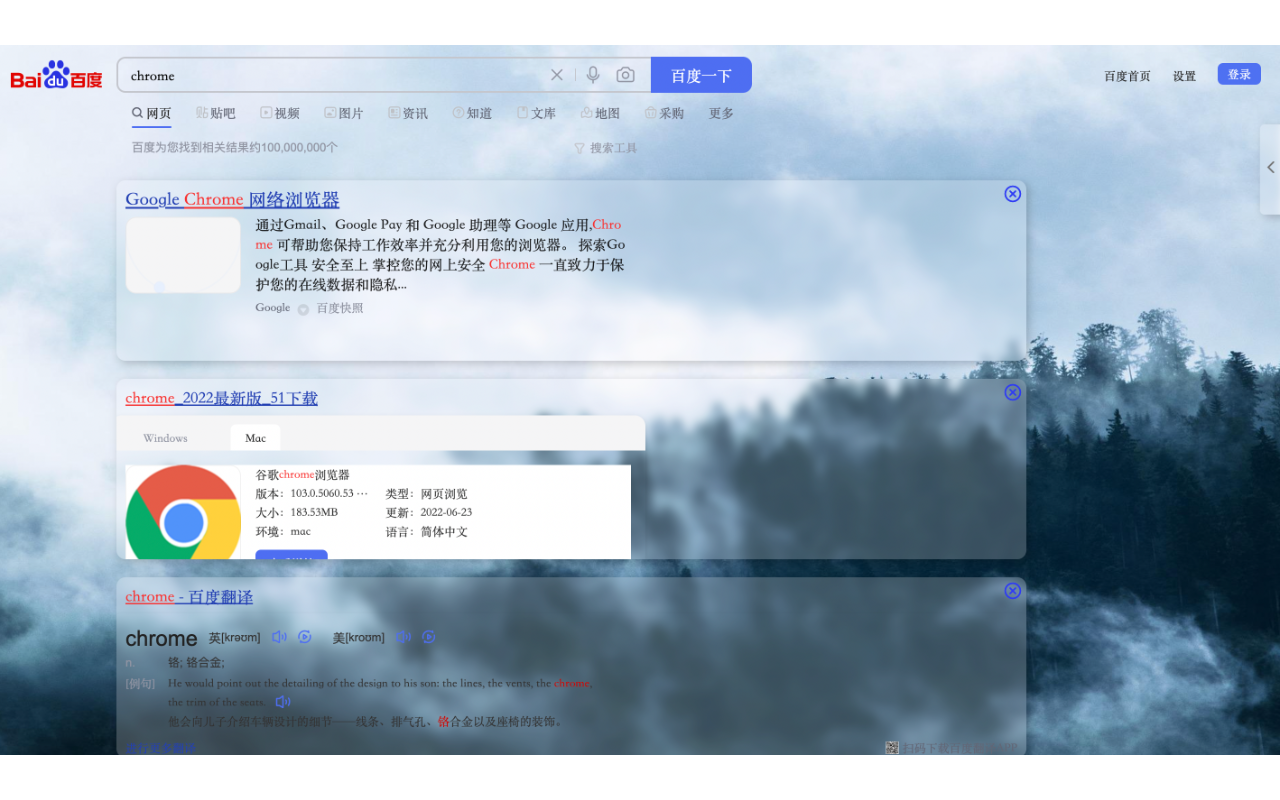 Bai du 百度
chrome
百度一下
百度首页 设置 登录
网页 贴吧 视频 图片 资讯 知道 文库 地图 采购 更多
百度为您找到相关结果约100,000,000个
搜索工具
Google Chrome 网络浏览器
通过Gmail、Google Pay 和 Google 助理等 Google 应用,Chro
me 可帮助您保持工作效率并充分利用您的浏览器。 探索Go
ogle工具 安全至上 掌控您的网上安全 Chrome 一直致力于保
护您的在线数据和隐私...
Google 百度快照
chrome_2022最新版_51下载
Windows Mac
谷歌chrome浏览器
版本: 103.0.5060.53 ··· 类型: 网页浏览
大小: 183.53MB 更新: 2022-06-23
环境: mac 语言: 简体中文
chrome - 百度翻译
chrome 英[krəʊm] 美[kroʊm]
n. 铬; 铬合金;
[例句] He would point out the detailing of the design to his son: the lines, the vents, the chrome,
the trim of the seats.
他会向儿子介绍车辆设计的细节——线条、排气孔、铬合金以及座椅的装饰。
扫码下载百度